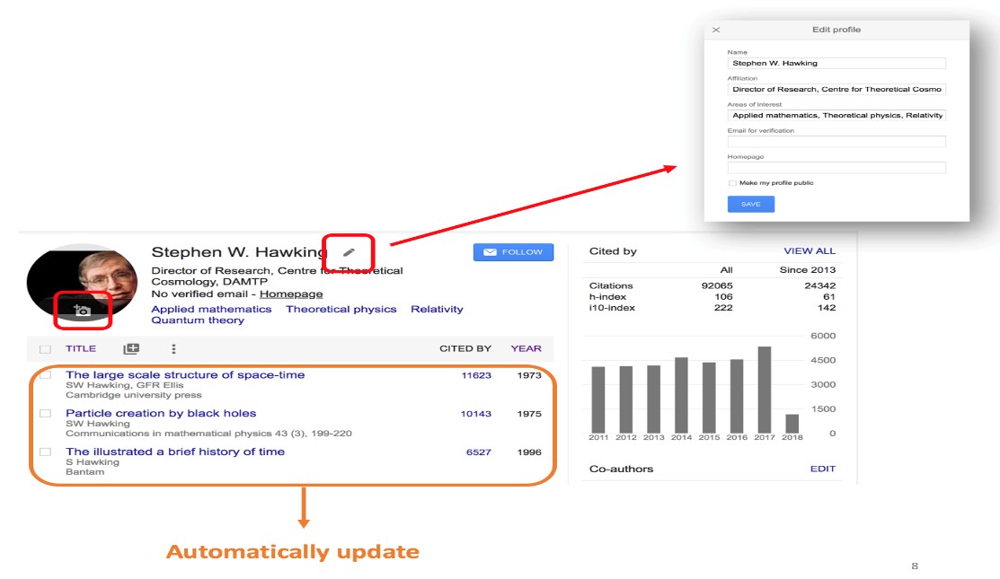 Edit profile
Name
Stephen W. Hawking
Affiliation
Director of Research, Centre for Theoretical Cosmo
Areas of interest
Applied mathematics, Theoretical physics, Relativity
Email for verification
Homepage
Make my profile public
SAVE
Stephen W. Hawking
FOLLOW
Director of Research, Centre for Theoretical
Cosmology, DAMTP
No verified email - Homepage
Applied mathematics Theoretical physics Relativity
Quantum theory
TITLE CITED BY YEAR
The large scale structure of space-time 11623 1973
SW Hawking, GFR Ellis
Cambridge university press
Particle creation by black holes 10143 1975
SW Hawking
Communications in mathematical physics 43 (3), 199-220
The illustrated a brief history of time 6527 1996
S Hawking
Bantam
Cited by VIEW ALL
All Since 2013
Citations 92065 24342
h-index 106 61
i10-index 222 142
6000
4500
3000
1500
0
2011 2012 2013 2014 2015 2016 2017 2018
Co-authors EDIT
Automatically update
8